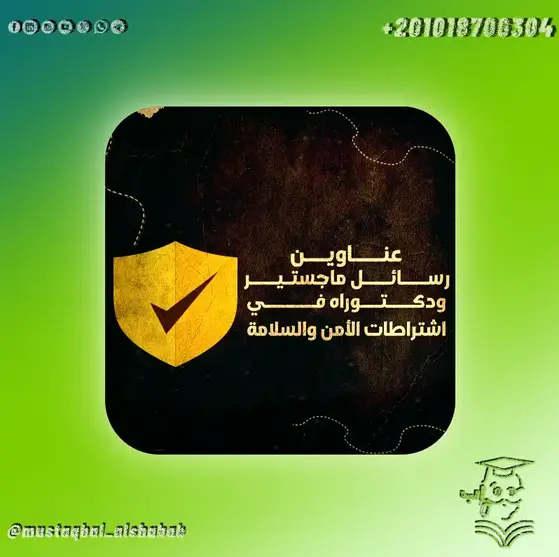 +201018706304
عناوين
رسائل ماجستير
ودكتوراه في
اشتراطات الأمن والسلامة
@mustaqbal_alshabab